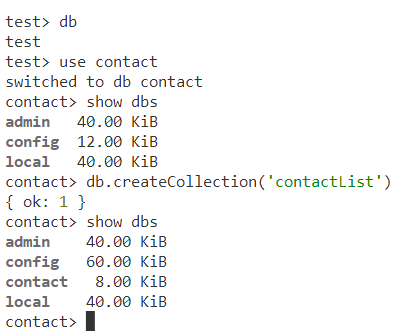 test> db
test
test> use contact
switched to db contact
contact> show dbs
admin   40.00 KiB
config  12.00 KiB
local   40.00 KiB
contact> db.createCollection('contactList')
{ ok: 1 }
contact> show dbs
admin    40.00 KiB
config   60.00 KiB
contact   8.00 KiB
local    40.00 KiB
contact>